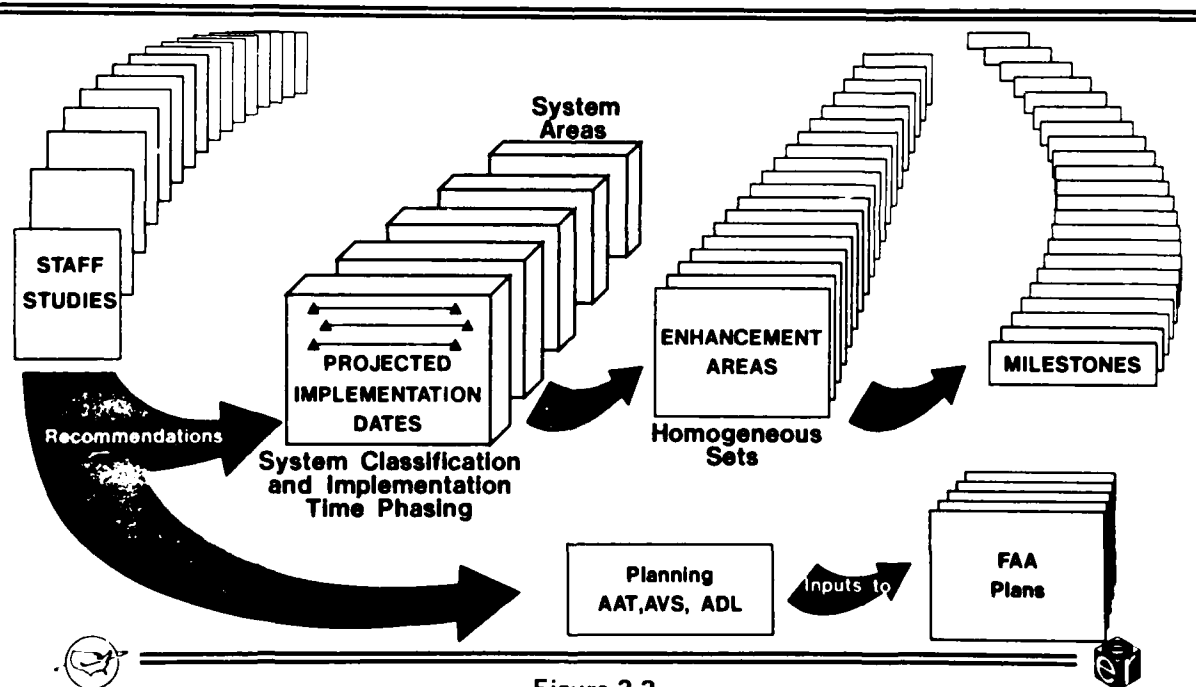 STAFF
STUDIES
System
Areas
PROJECTED
IMPLEMENTATION
DATES
System Classification
and Implementation
Time Phasing
ENHANCEMENT
AREAS
Homogeneous
Sets
MILESTONES
Recommendations
Planning
AAT,AVS, ADL
Inputs to
FAA
Plans
er